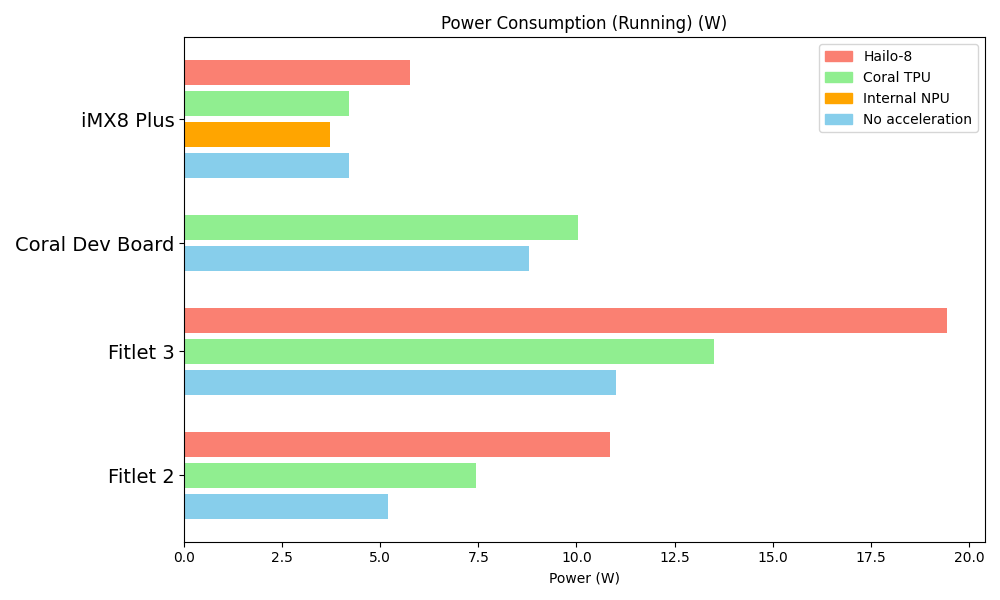 Power Consumption (Running) (W)
Hailo-8
Coral TPU
Internal NPU
No acceleration
iMX8 Plus
Coral Dev Board
Fitlet 3
Fitlet 2
0.0 2.5 5.0 7.5 10.0 12.5 15.0 17.5 20.0
Power (W)